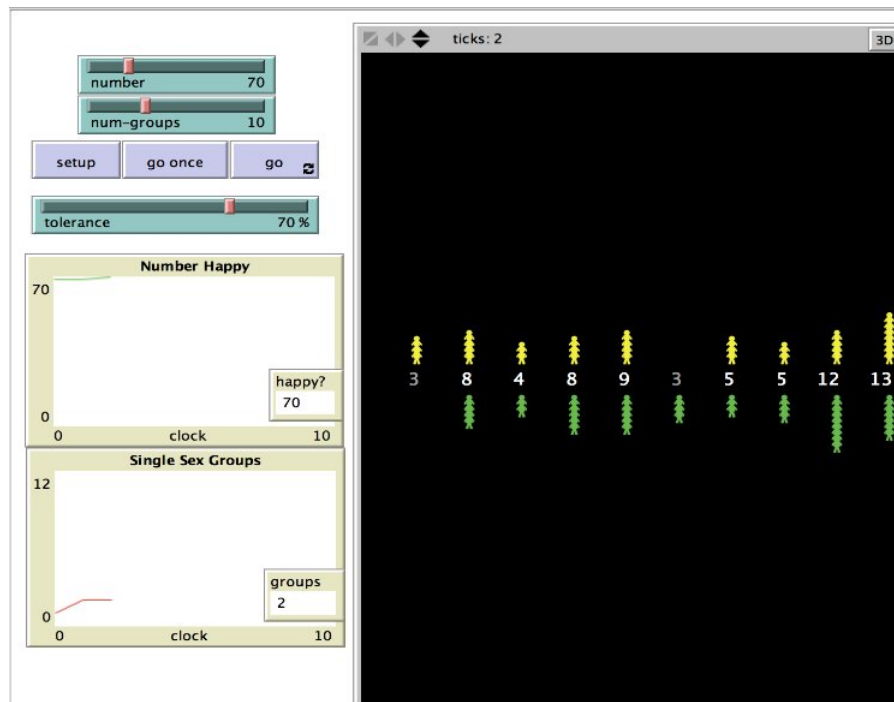 ticks: 2
3D
number 70
num-groups 10
setup go once go
tolerance 70 %
Number Happy
70
happy?
70
0
0 clock 10
Single Sex Groups
12
groups
2
0
0 clock 10
3 8 4 8 9 3 5 5 12 13